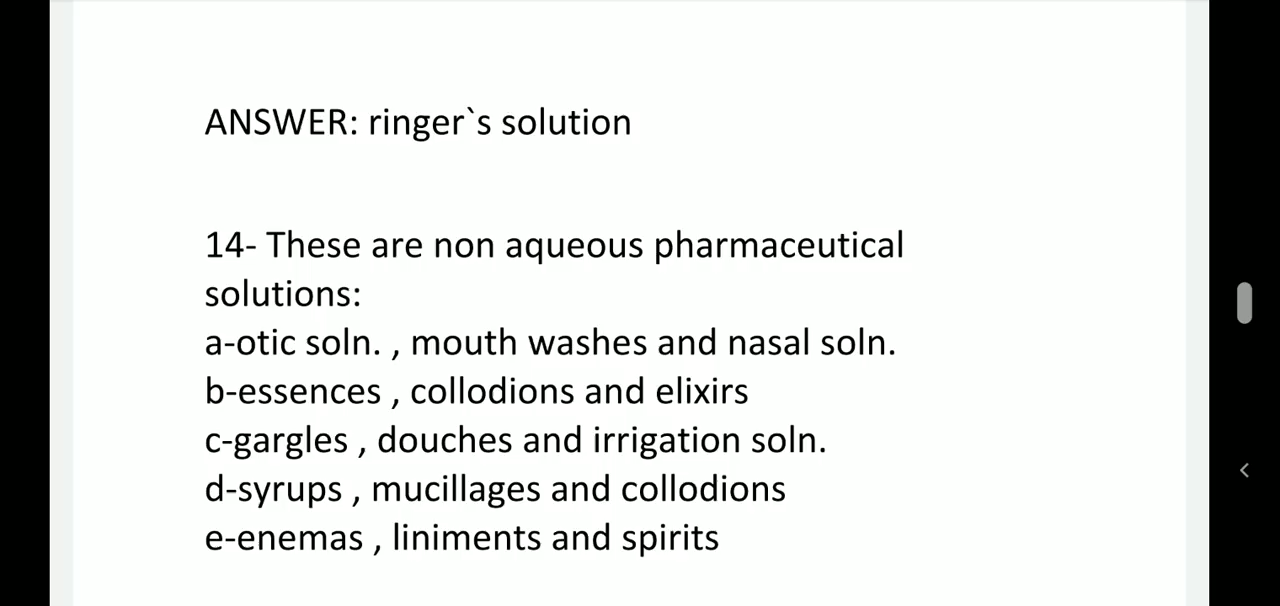 ANSWER: ringer`s solution
14- These are non aqueous pharmaceutical
solutions:
a-otic soln. , mouth washes and nasal soln.
b-essences , collodions and elixirs
c-gargles , douches and irrigation soln.
d-syrups , mucillages and collodions
e-enemas , liniments and spirits